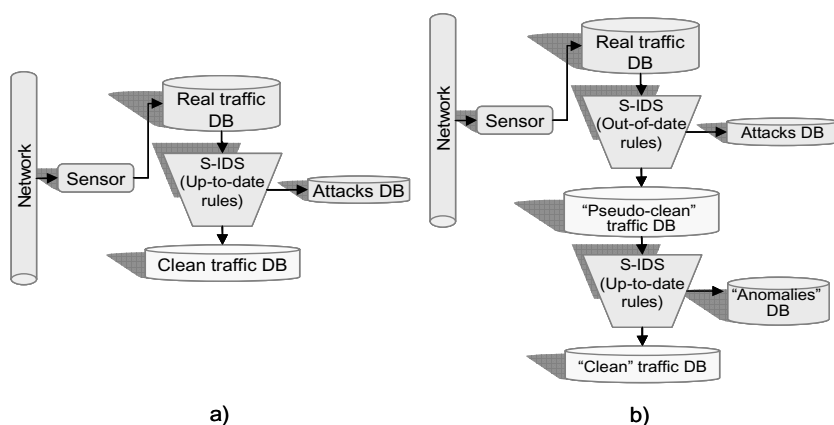 Network
Sensor
Real traffic
DB
S-IDS
(Up-to-date
rules)
Attacks DB
Clean traffic DB
a)
Network
Sensor
Real traffic
DB
S-IDS
(Out-of-date
rules)
Attacks DB
“Pseudo-clean”
traffic DB
S-IDS
(Up-to-date
rules)
“Anomalies”
DB
“Clean” traffic DB
b)